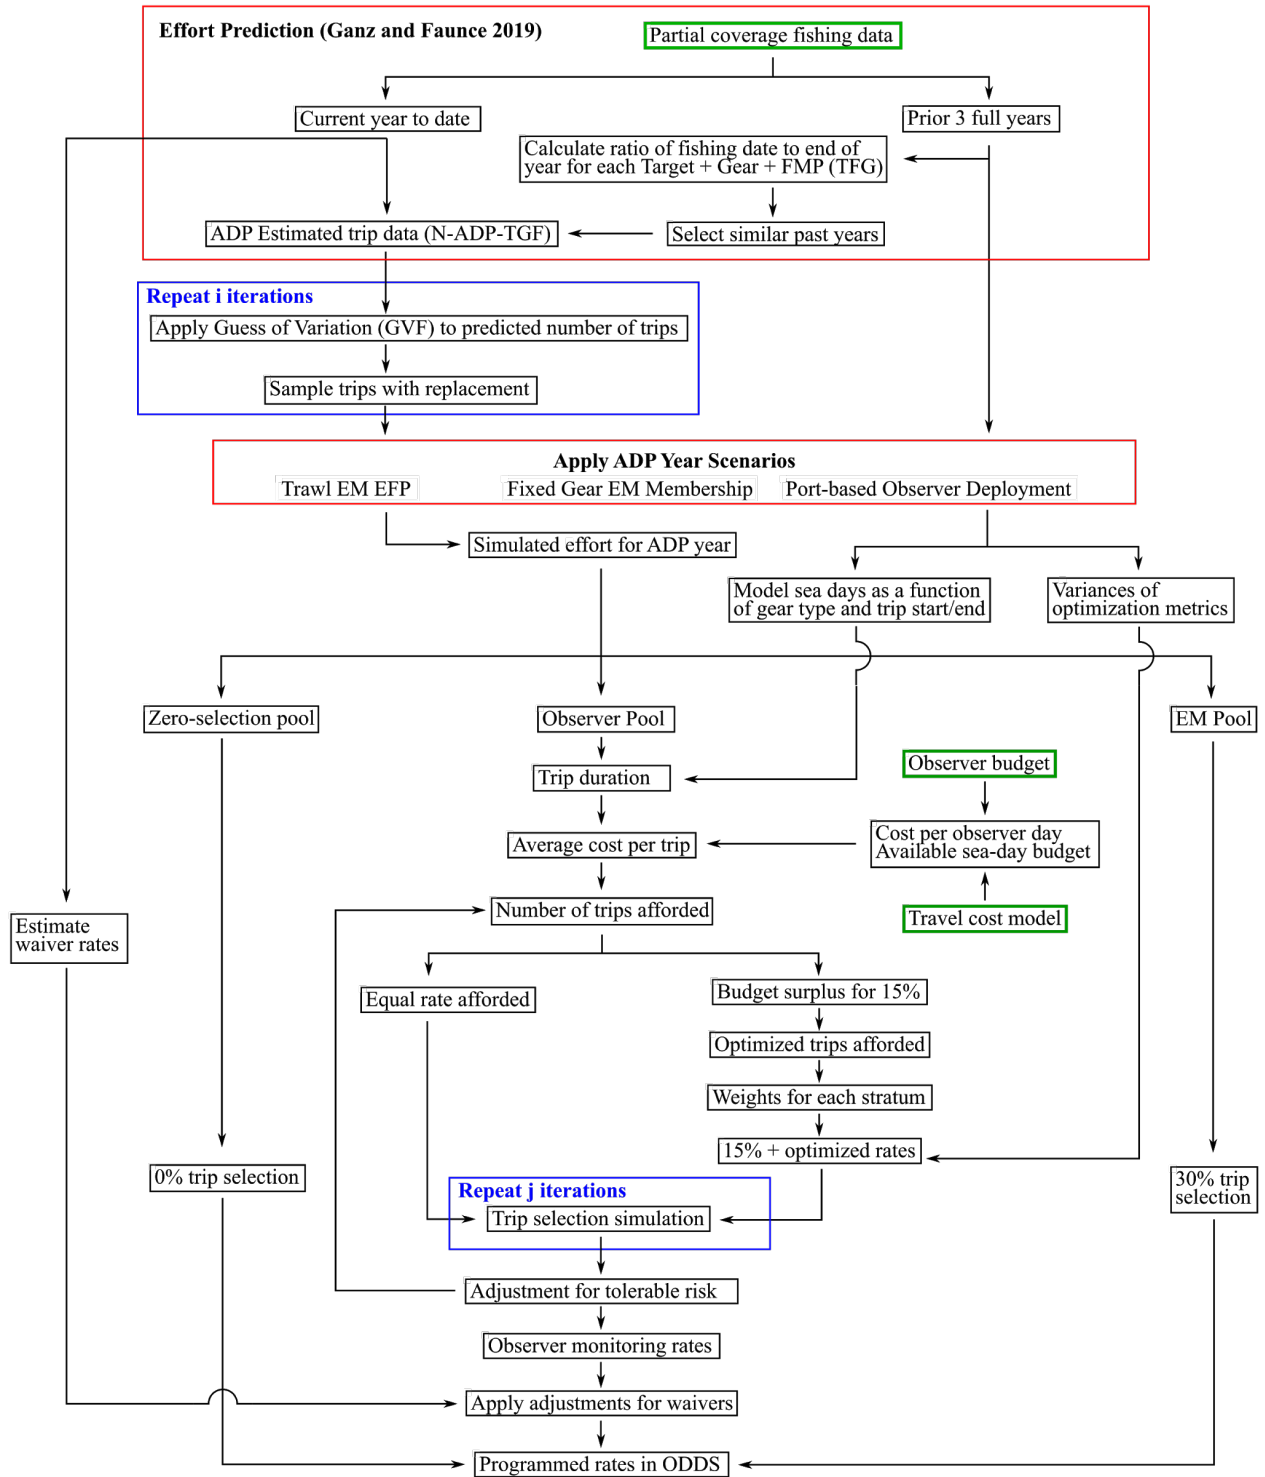 Effort Prediction (Ganz and Faunce 2019)
Partial coverage fishing data
Current year to date
Prior 3 full years
Calculate ratio of fishing date to end of
year for each Target + Gear + FMP (TFG)
ADP Estimated trip data (N-ADP-TGF)
Select similar past years
Repeat i iterations
Apply Guess of Variation (GVF) to predicted number of trips
Sample trips with replacement
Apply ADP Year Scenarios
Trawl EM EFP
Fixed Gear EM Membership
Port-based Observer Deployment
Simulated effort for ADP year
Model sea days as a function
of gear type and trip start/end
Variances of
optimization metrics
Zero-selection pool
Observer Pool
EM Pool
Trip duration
Observer budget
Average cost per trip
Cost per observer day
Available sea-day budget
Number of trips afforded
Travel cost model
Estimate
waiver rates
Equal rate afforded
Budget surplus for 15%
Optimized trips afforded
Weights for each stratum
15% + optimized rates
0% trip selection
30% trip
selection
Repeat j iterations
Trip selection simulation
Adjustment for tolerable risk
Observer monitoring rates
Apply adjustments for waivers
Programmed rates in ODDS